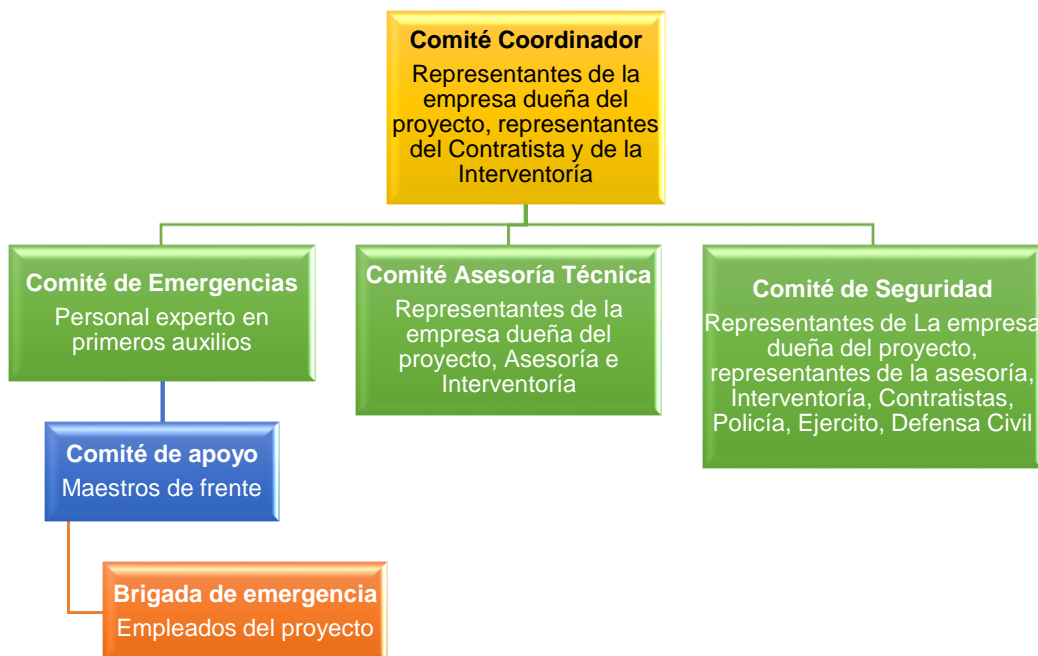 Comité Coordinador
Representantes de la
empresa dueña del
proyecto, representantes
del Contratista y de la
Interventoría
Comité de Emergencias
Personal experto en
primeros auxilios
Comité Asesoría Técnica
Representantes de la
empresa dueña del
proyecto, Asesoría e
Interventoría
Comité de Seguridad
Representantes de La empresa
dueña del proyecto,
representantes de la asesoría,
Interventoría, Contratistas,
Policía, Ejercito, Defensa Civil
Comité de apoyo
Maestros de frente
Brigada de emergencia
Empleados del proyecto